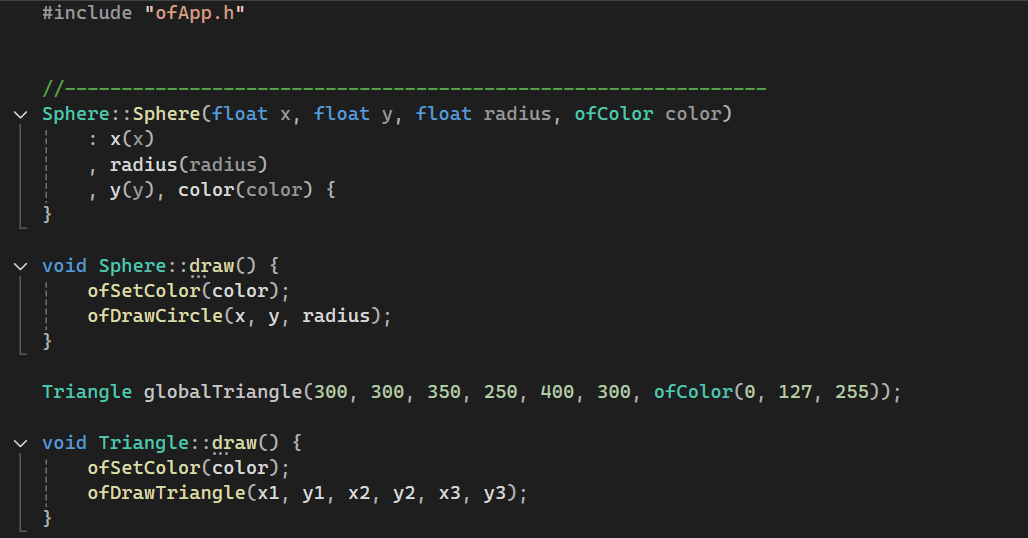 #include "ofApp.h"
//--------------------------------------------------------------
Sphere::Sphere(float x, float y, float radius, ofColor color)
: x(x)
, radius(radius)
, y(y), color(color) {
}
void Sphere::draw() {
ofSetColor(color);
ofDrawCircle(x, y, radius);
}
Triangle globalTriangle(300, 300, 350, 250, 400, 300, ofColor(0, 127, 255));
void Triangle::draw() {
ofSetColor(color);
ofDrawTriangle(x1, y1, x2, y2, x3, y3);
}